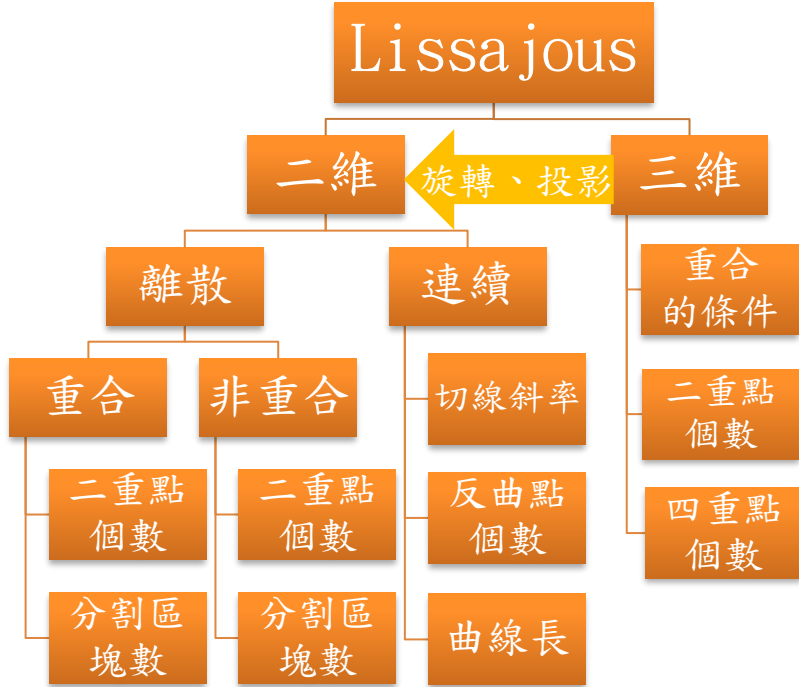 Lissajous
二維
旋轉、投影
三維
離散
連續
重合
的條件
重合
非重合
切線斜率
二重點
個數
二重點
個數
二重點
個數
反曲點
個數
四重點
個數
分割區
塊數
分割區
塊數
曲線長